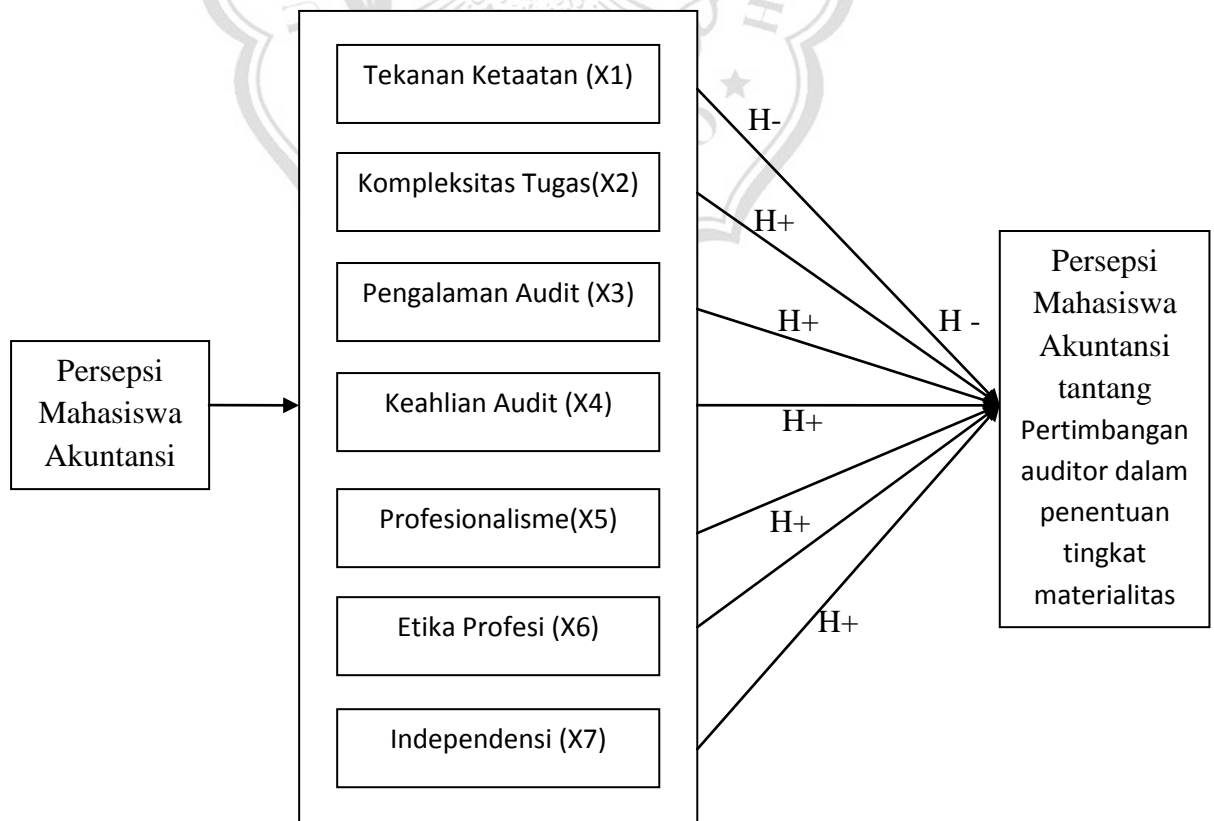 Persepsi
Mahasiswa
Akuntansi
Tekanan Ketaatan (X1)
Kompleksitas Tugas(X2)
Pengalaman Audit (X3)
Keahlian Audit (X4)
Profesionalisme(X5)
Etika Profesi (X6)
Independensi (X7)
H-
H+
H+
H -
H+
H+
H+
Persepsi
Mahasiswa
Akuntansi
tantang
Pertimbangan
auditor dalam
penentuan
tingkat
materialitas